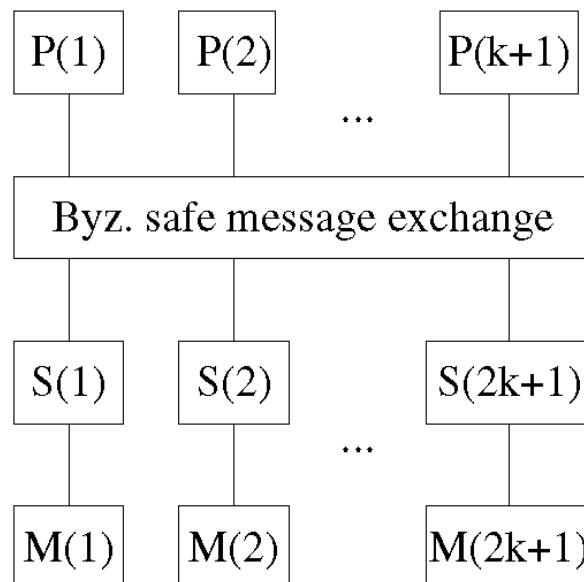 P(1) P(2) P(k+1)
...
Byz. safe message exchange
S(1) S(2) S(2k+1)
...
M(1) M(2) M(2k+1)